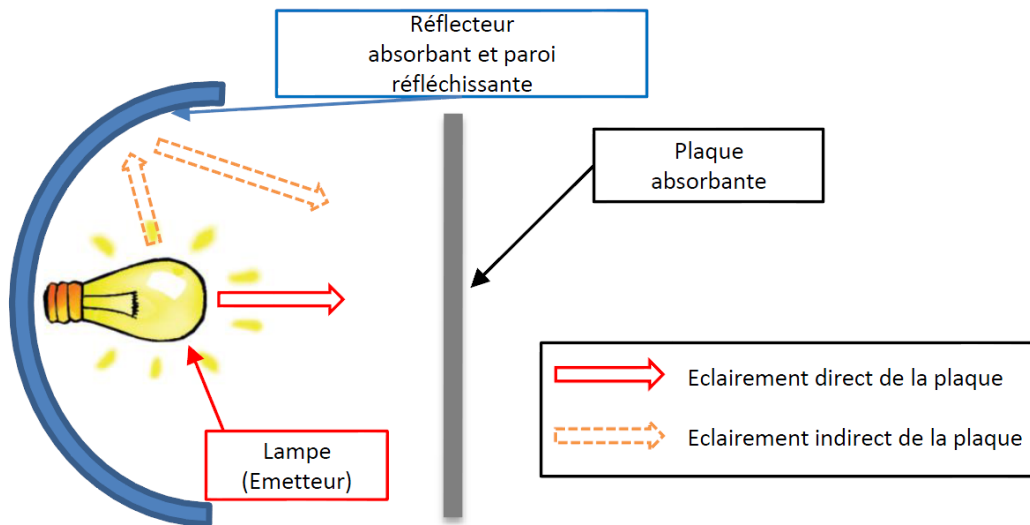 Réflecteur
absorbant et paroi
réfléchissante
Plaque
absorbante
Eclairement direct de la plaque
Eclairement indirect de la plaque
Lampe
(Emetteur)